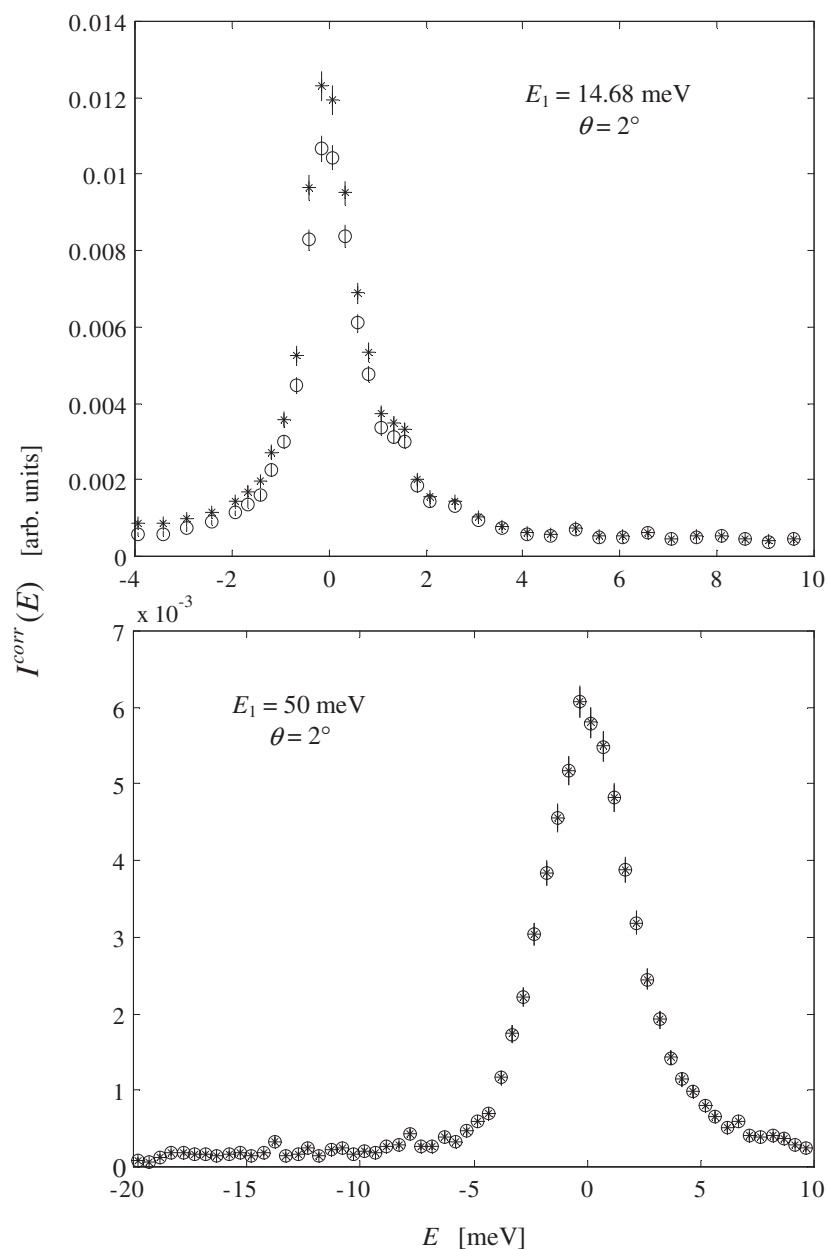 0.014
0.012
0.01
0.008
0.006
0.004
0.002
0
E₁ = 14.68 meV
θ = 2°
-4 -2 0 2 4 6 8 10
I^corr(E) [arb. units]
x 10⁻³
7
6
5
4
3
2
1
0
E₁ = 50 meV
θ = 2°
-20 -15 -10 -5 0 5 10
E [meV]